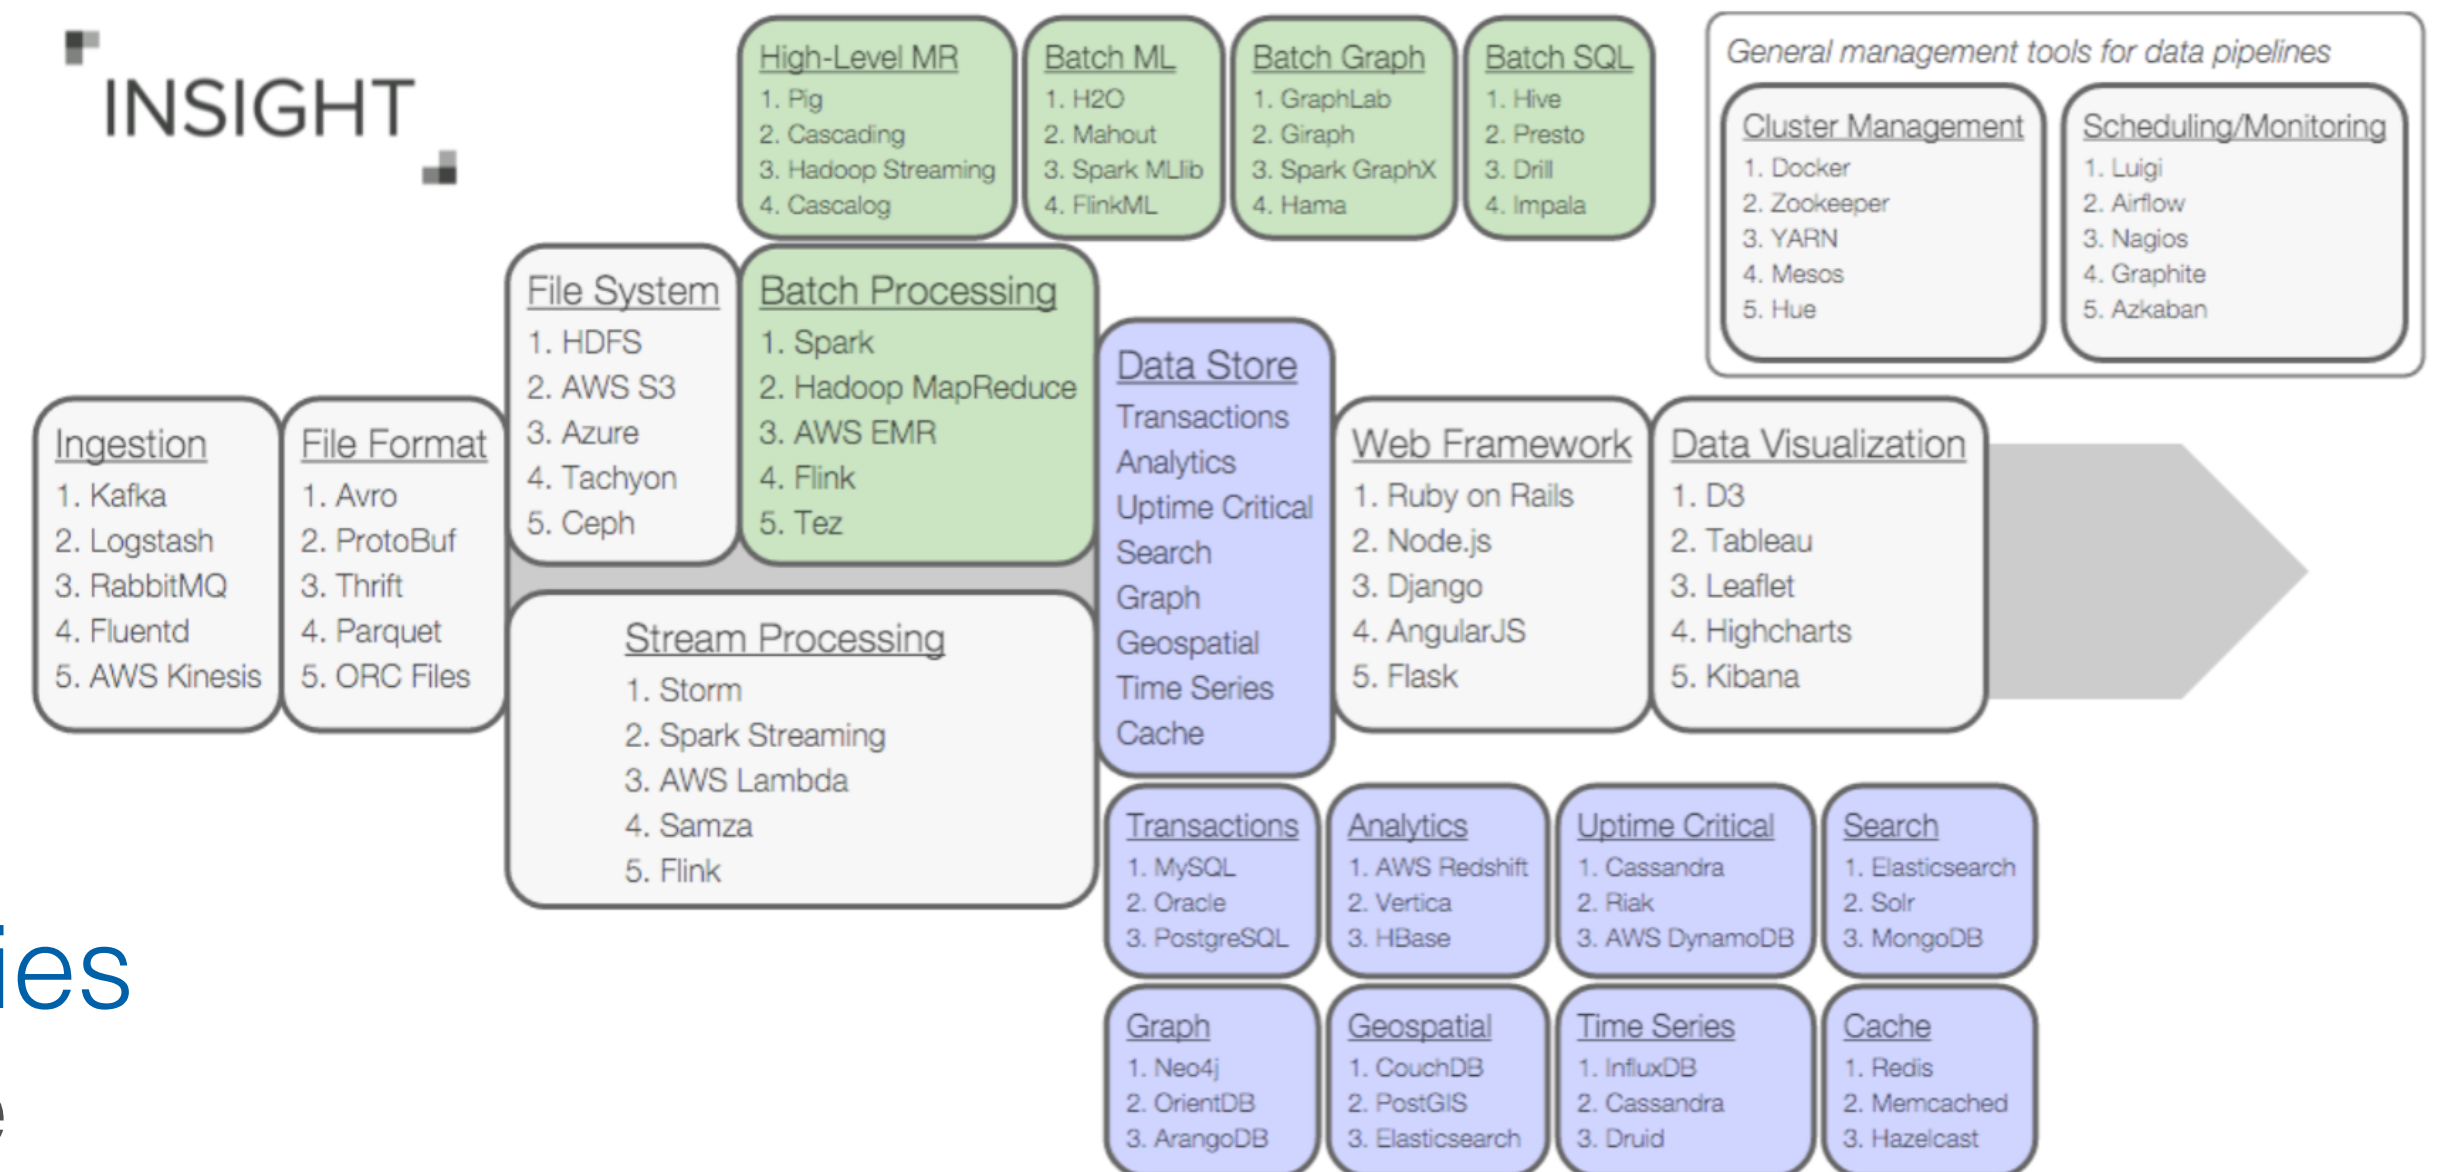 INSIGHT
High-Level MR
1. Pig
2. Cascading
3. Hadoop Streaming
4. Cascalog
Batch ML
1. H2O
2. Mahout
3. Spark MLlib
4. FlinkML
Batch Graph
1. GraphLab
2. Giraph
3. Spark GraphX
4. Hama
Batch SQL
1. Hive
2. Presto
3. Drill
4. Impala
General management tools for data pipelines
Cluster Management
1. Docker
2. Zookeeper
3. YARN
4. Mesos
5. Hue
Scheduling/Monitoring
1. Luigi
2. Airflow
3. Nagios
4. Graphite
5. Azkaban
Ingestion
1. Kafka
2. Logstash
3. RabbitMQ
4. Fluentd
5. AWS Kinesis
File Format
1. Avro
2. ProtoBuf
3. Thrift
4. Parquet
5. ORC Files
File System
1. HDFS
2. AWS S3
3. Azure
4. Tachyon
5. Ceph
Batch Processing
1. Spark
2. Hadoop MapReduce
3. AWS EMR
4. Flink
5. Tez
Stream Processing
1. Storm
2. Spark Streaming
3. AWS Lambda
4. Samza
5. Flink
Data Store
Transactions
Analytics
Uptime Critical
Search
Graph
Geospatial
Time Series
Cache
Web Framework
1. Ruby on Rails
2. Node.js
3. Django
4. AngularJS
5. Flask
Data Visualization
1. D3
2. Tableau
3. Leaflet
4. Highcharts
5. Kibana
Transactions
1. MySQL
2. Oracle
3. PostgreSQL
Analytics
1. AWS Redshift
2. Vertica
3. HBase
Uptime Critical
1. Cassandra
2. Riak
3. AWS DynamoDB
Search
1. Elasticsearch
2. Solr
3. MongoDB
Graph
1. Neo4j
2. OrientDB
3. ArangoDB
Geospatial
1. CouchDB
2. PostGIS
3. Elasticsearch
Time Series
1. InfluxDB
2. Cassandra
3. Druid
Cache
1. Redis
2. Memcached
3. Hazelcast
ies